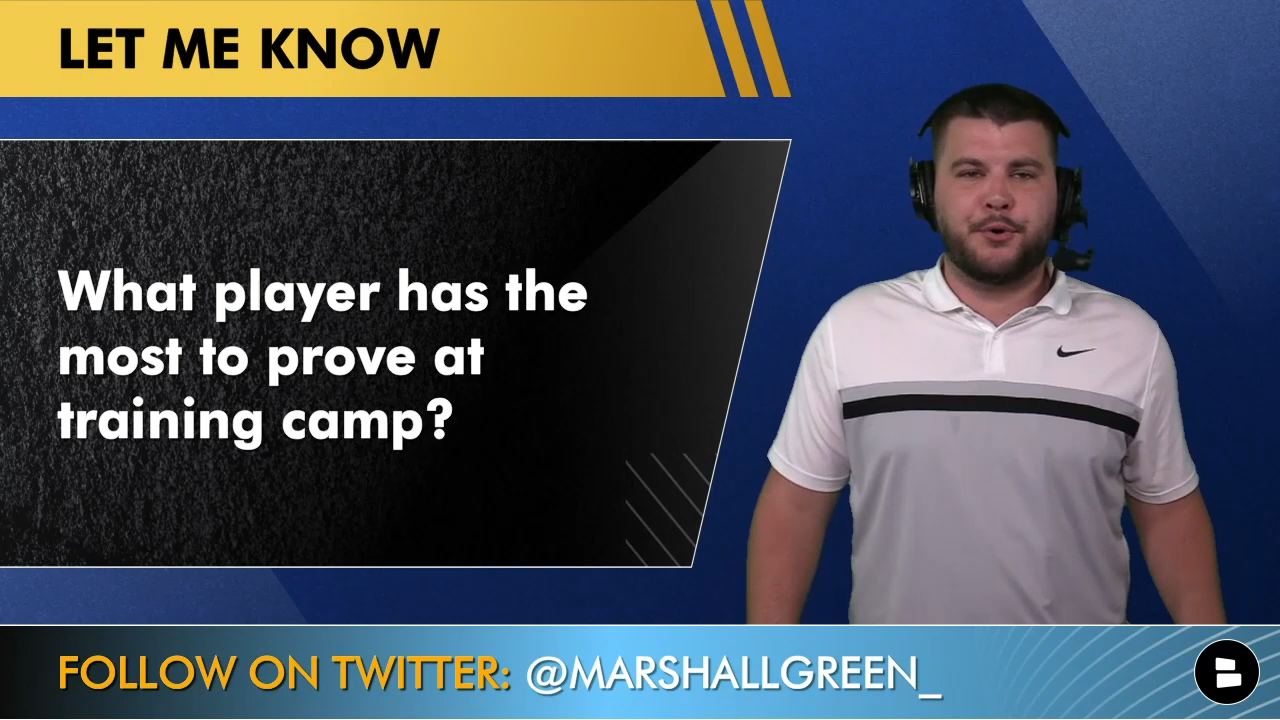 LET ME KNOW
What player has the
most to prove at
training camp?
FOLLOW ON TWITTER: @MARSHALLGREEN_